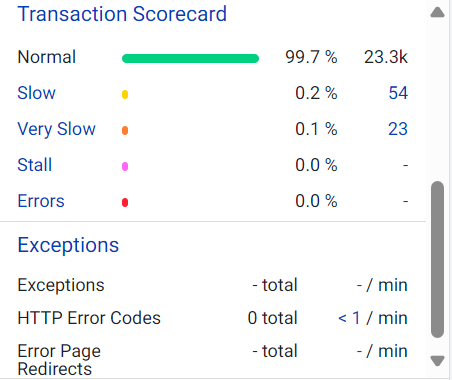 Transaction Scorecard
Normal 99.7 % 23.3k
Slow 0.2 % 54
Very Slow 0.1 % 23
Stall 0.0 % -
Errors 0.0 % -
Exceptions
Exceptions - total - / min
HTTP Error Codes 0 total < 1 / min
Error Page
Redirects - total - / min